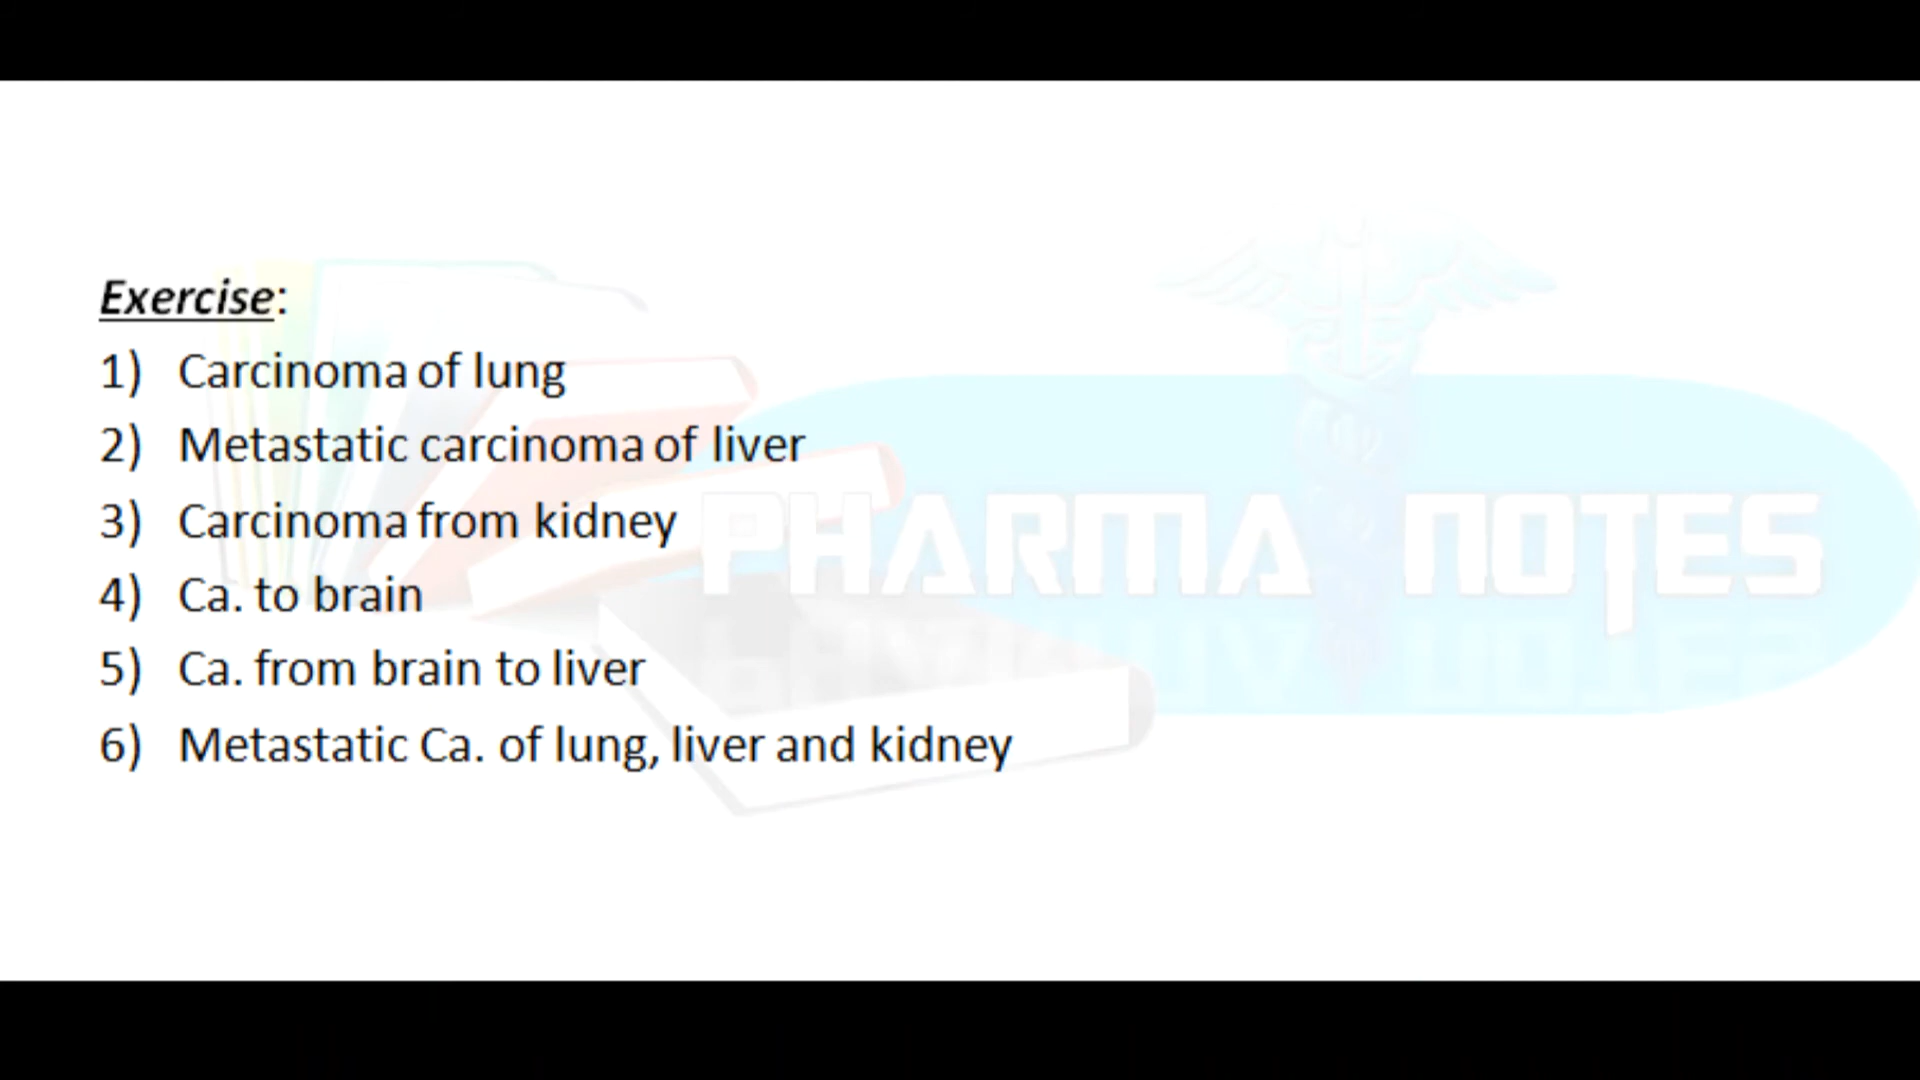 Exercise:
1) Carcinoma of lung
2) Metastatic carcinoma of liver
3) Carcinoma from kidney
4) Ca. to brain
5) Ca. from brain to liver
6) Metastatic Ca. of lung, liver and kidney
PHARMA NOTES